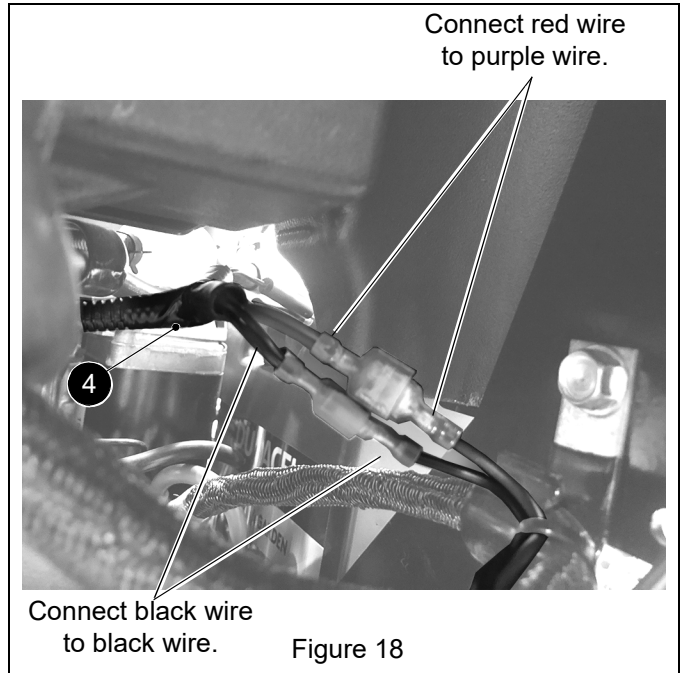 Connect red wire
to purple wire.
4
Connect black wire
to black wire.
Figure 18